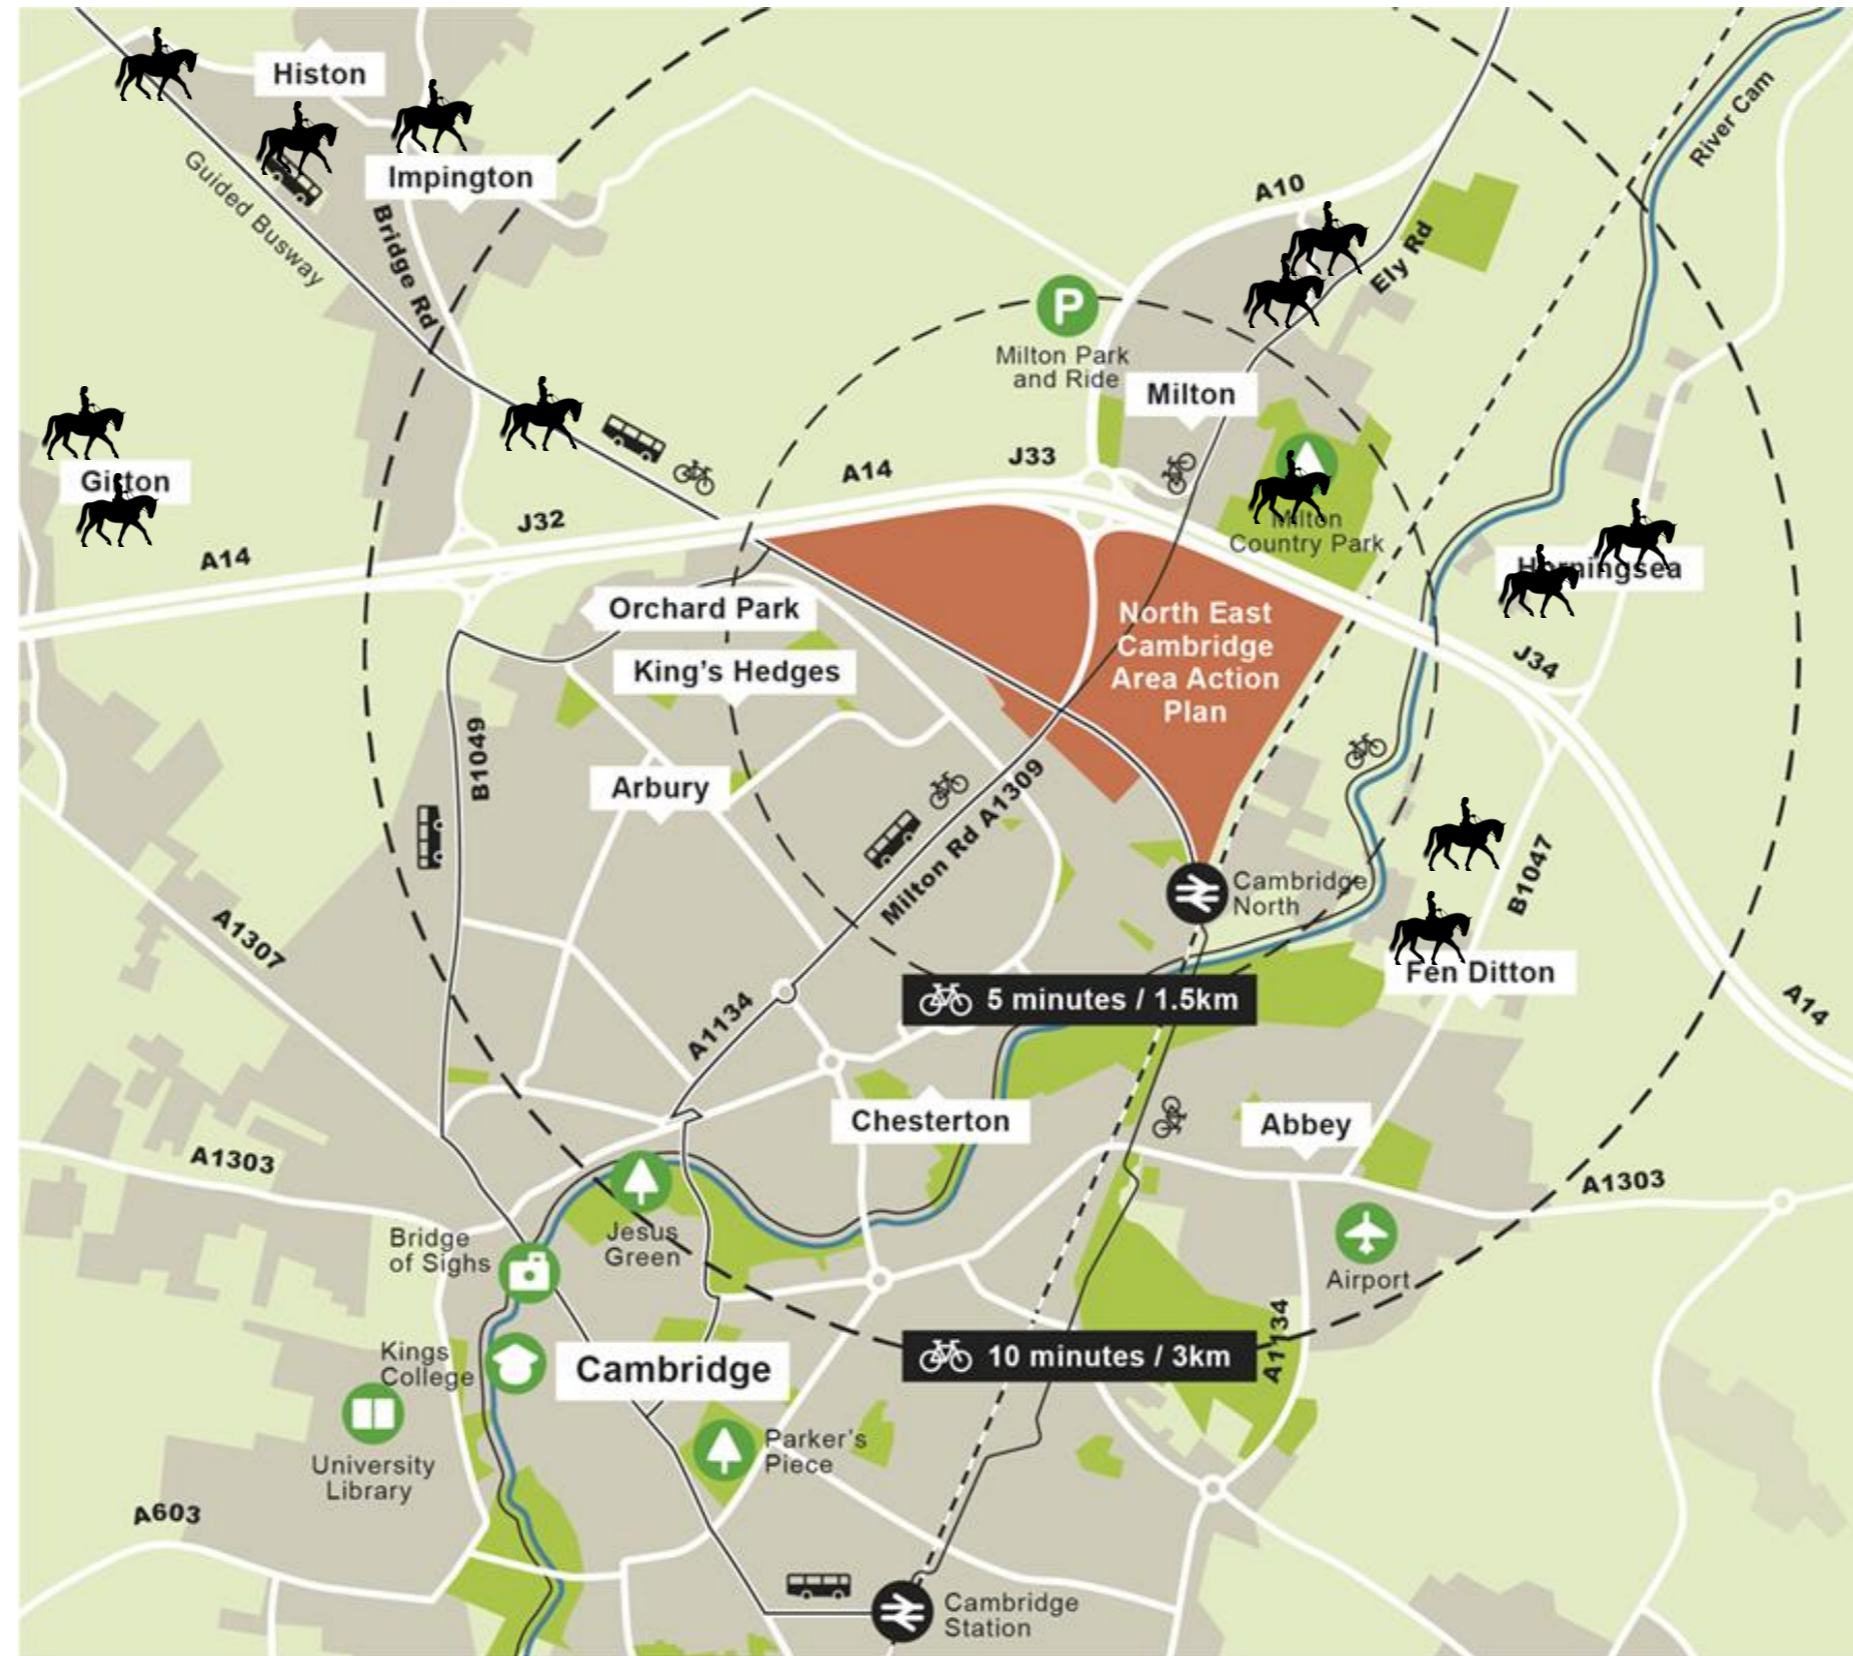 Histon
Impington
Guided Busway
Bridge Rd
A10
Ely Rd
River Cam
P
Milton Park
and Ride
Milton
Girton
A14
J32
A14
J33
Milton
Country Park
Horningsea
J34
Orchard Park
King's Hedges
North East
Cambridge
Area Action
Plan
B1049
Arbury
Milton Rd A1309
Cambridge
North
B1047
Fen Ditton
A1307
A1134
5 minutes / 1.5km
A14
Chesterton
Abbey
A1303
A1303
Bridge
of Sighs
Jesus
Green
Airport
Kings
College
Cambridge
10 minutes / 3km
A1134
University
Library
Parker's
Piece
A603
Cambridge
Station